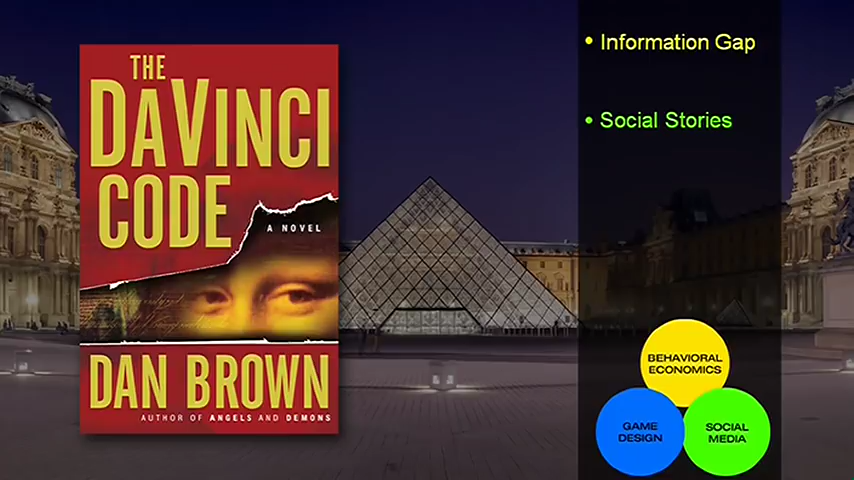 THE
DAVINCI
CODE
A NOVEL
DAN BROWN
AUTHOR OF ANGELS AND DEMONS
• Information Gap
• Social Stories
BEHAVIORAL
ECONOMICS
GAME
DESIGN
SOCIAL
MEDIA